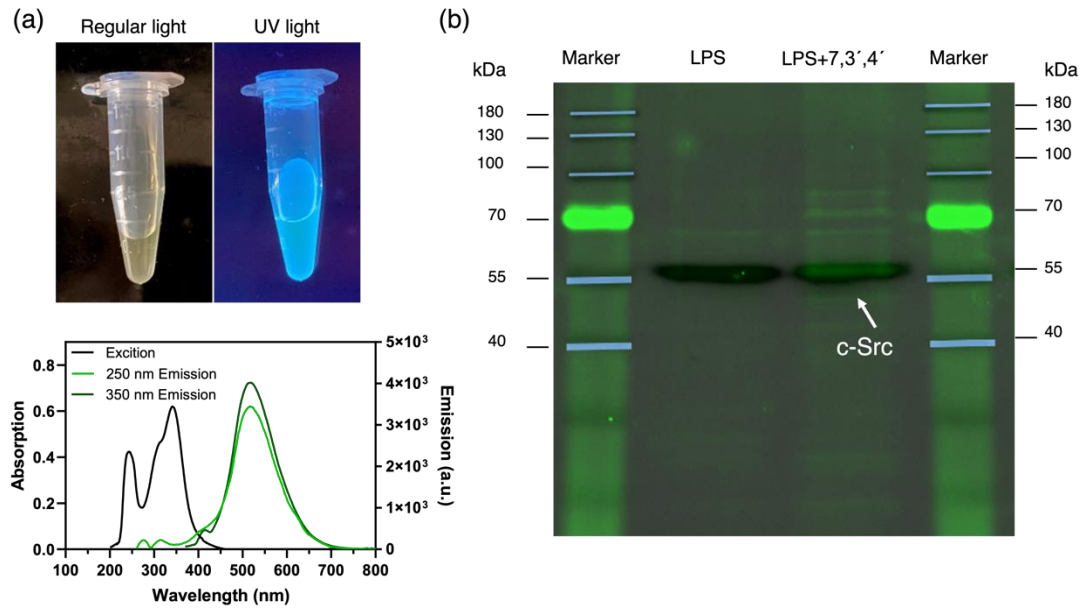 (a)
Regular light
UV light
Excition
250 nm Emission
350 nm Emission
Absorption
0.8
0.6
0.4
0.2
0.0
5×10³
4×10³
3×10³
2×10³
1×10³
0
Emission (a.u.)
100 200 300 400 500 600 700 800
Wavelength (nm)
(b)
Marker LPS LPS+7,3´,4´ Marker
kDa
180
130
100
70
55
40
kDa
180
130
100
70
55
40
c-Src